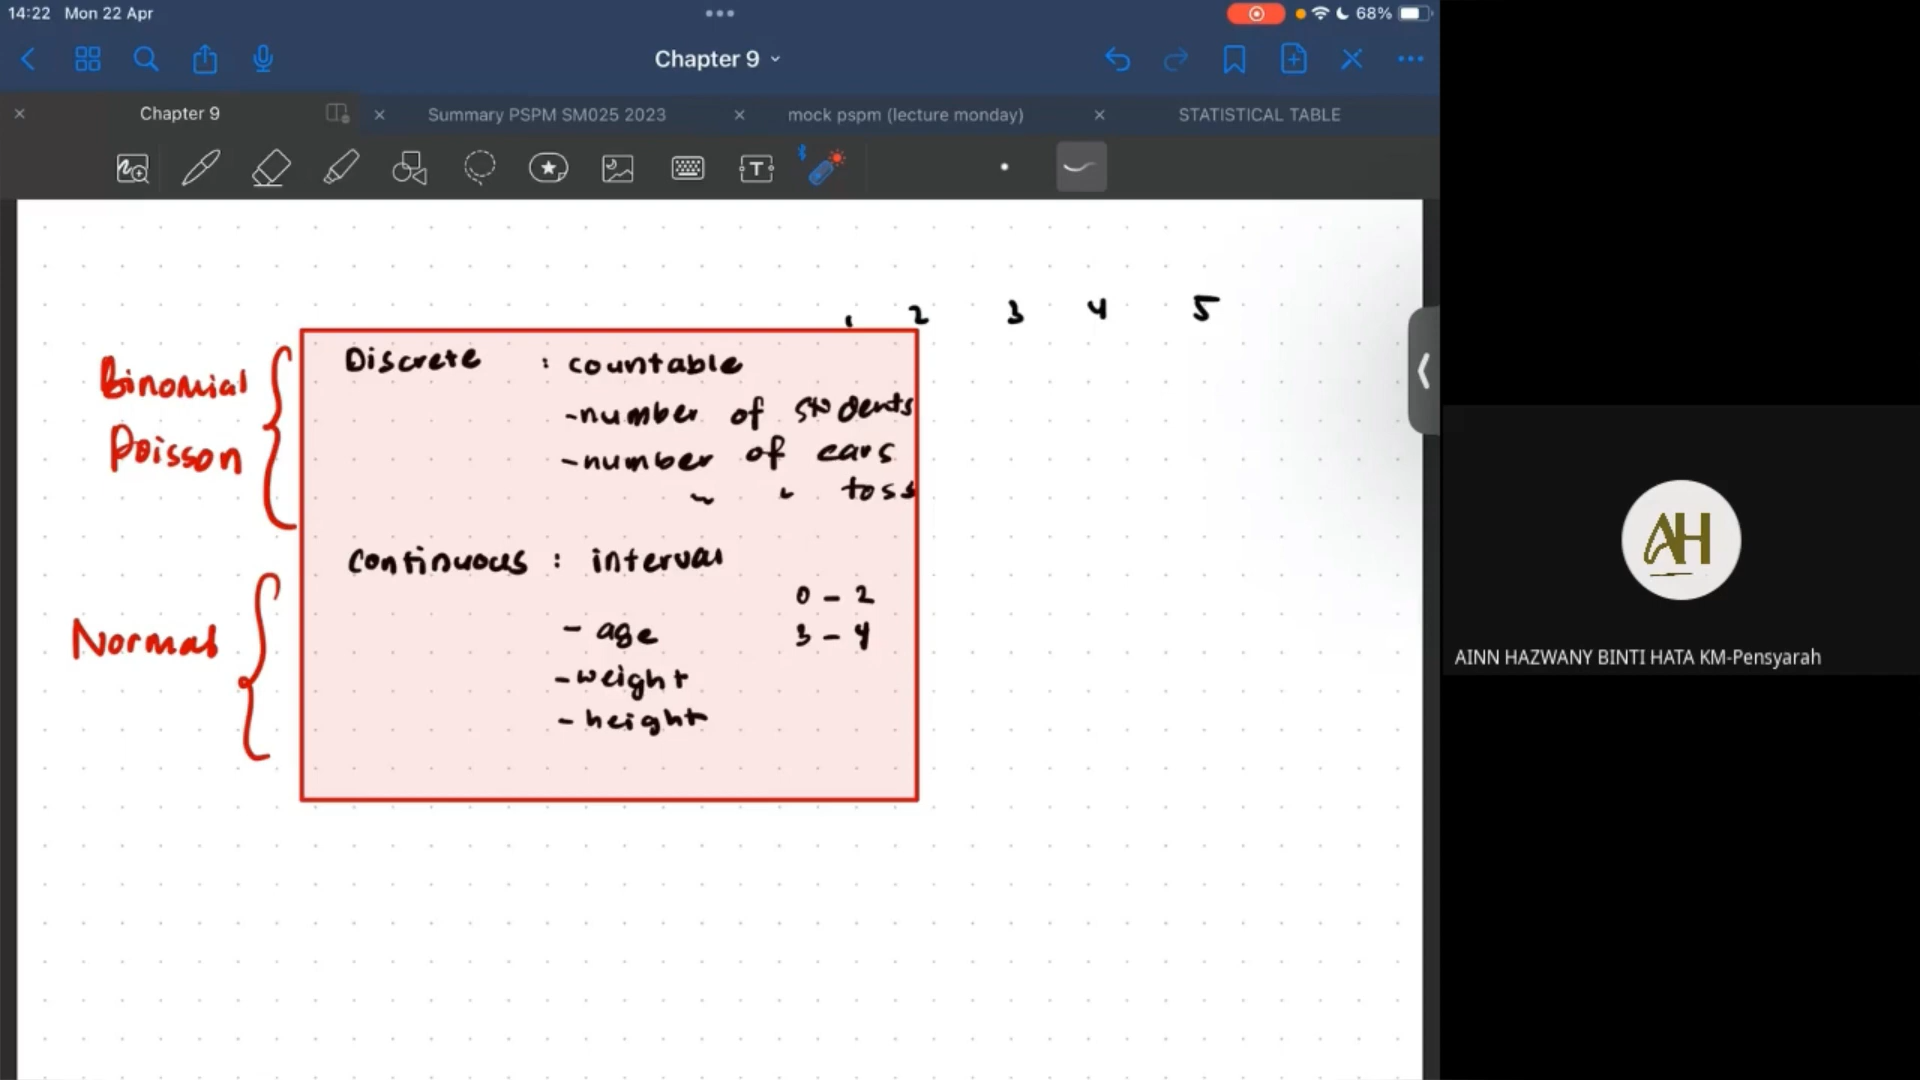 14:22 Mon 22 Apr
68%
Chapter 9
Chapter 9
Summary PSPM SM025 2023
mock pspm (lecture monday)
STATISTICAL TABLE
T
1 2 3 4 5
Binomial
Poisson
Discrete : countable
-number of students
-number of cars
" " toss
Continuous : interval
0 - 2
- age 3 - 4
-weight
- height
Normal
AH
AINN HAZWANY BINTI HATA KM-Pensyarah